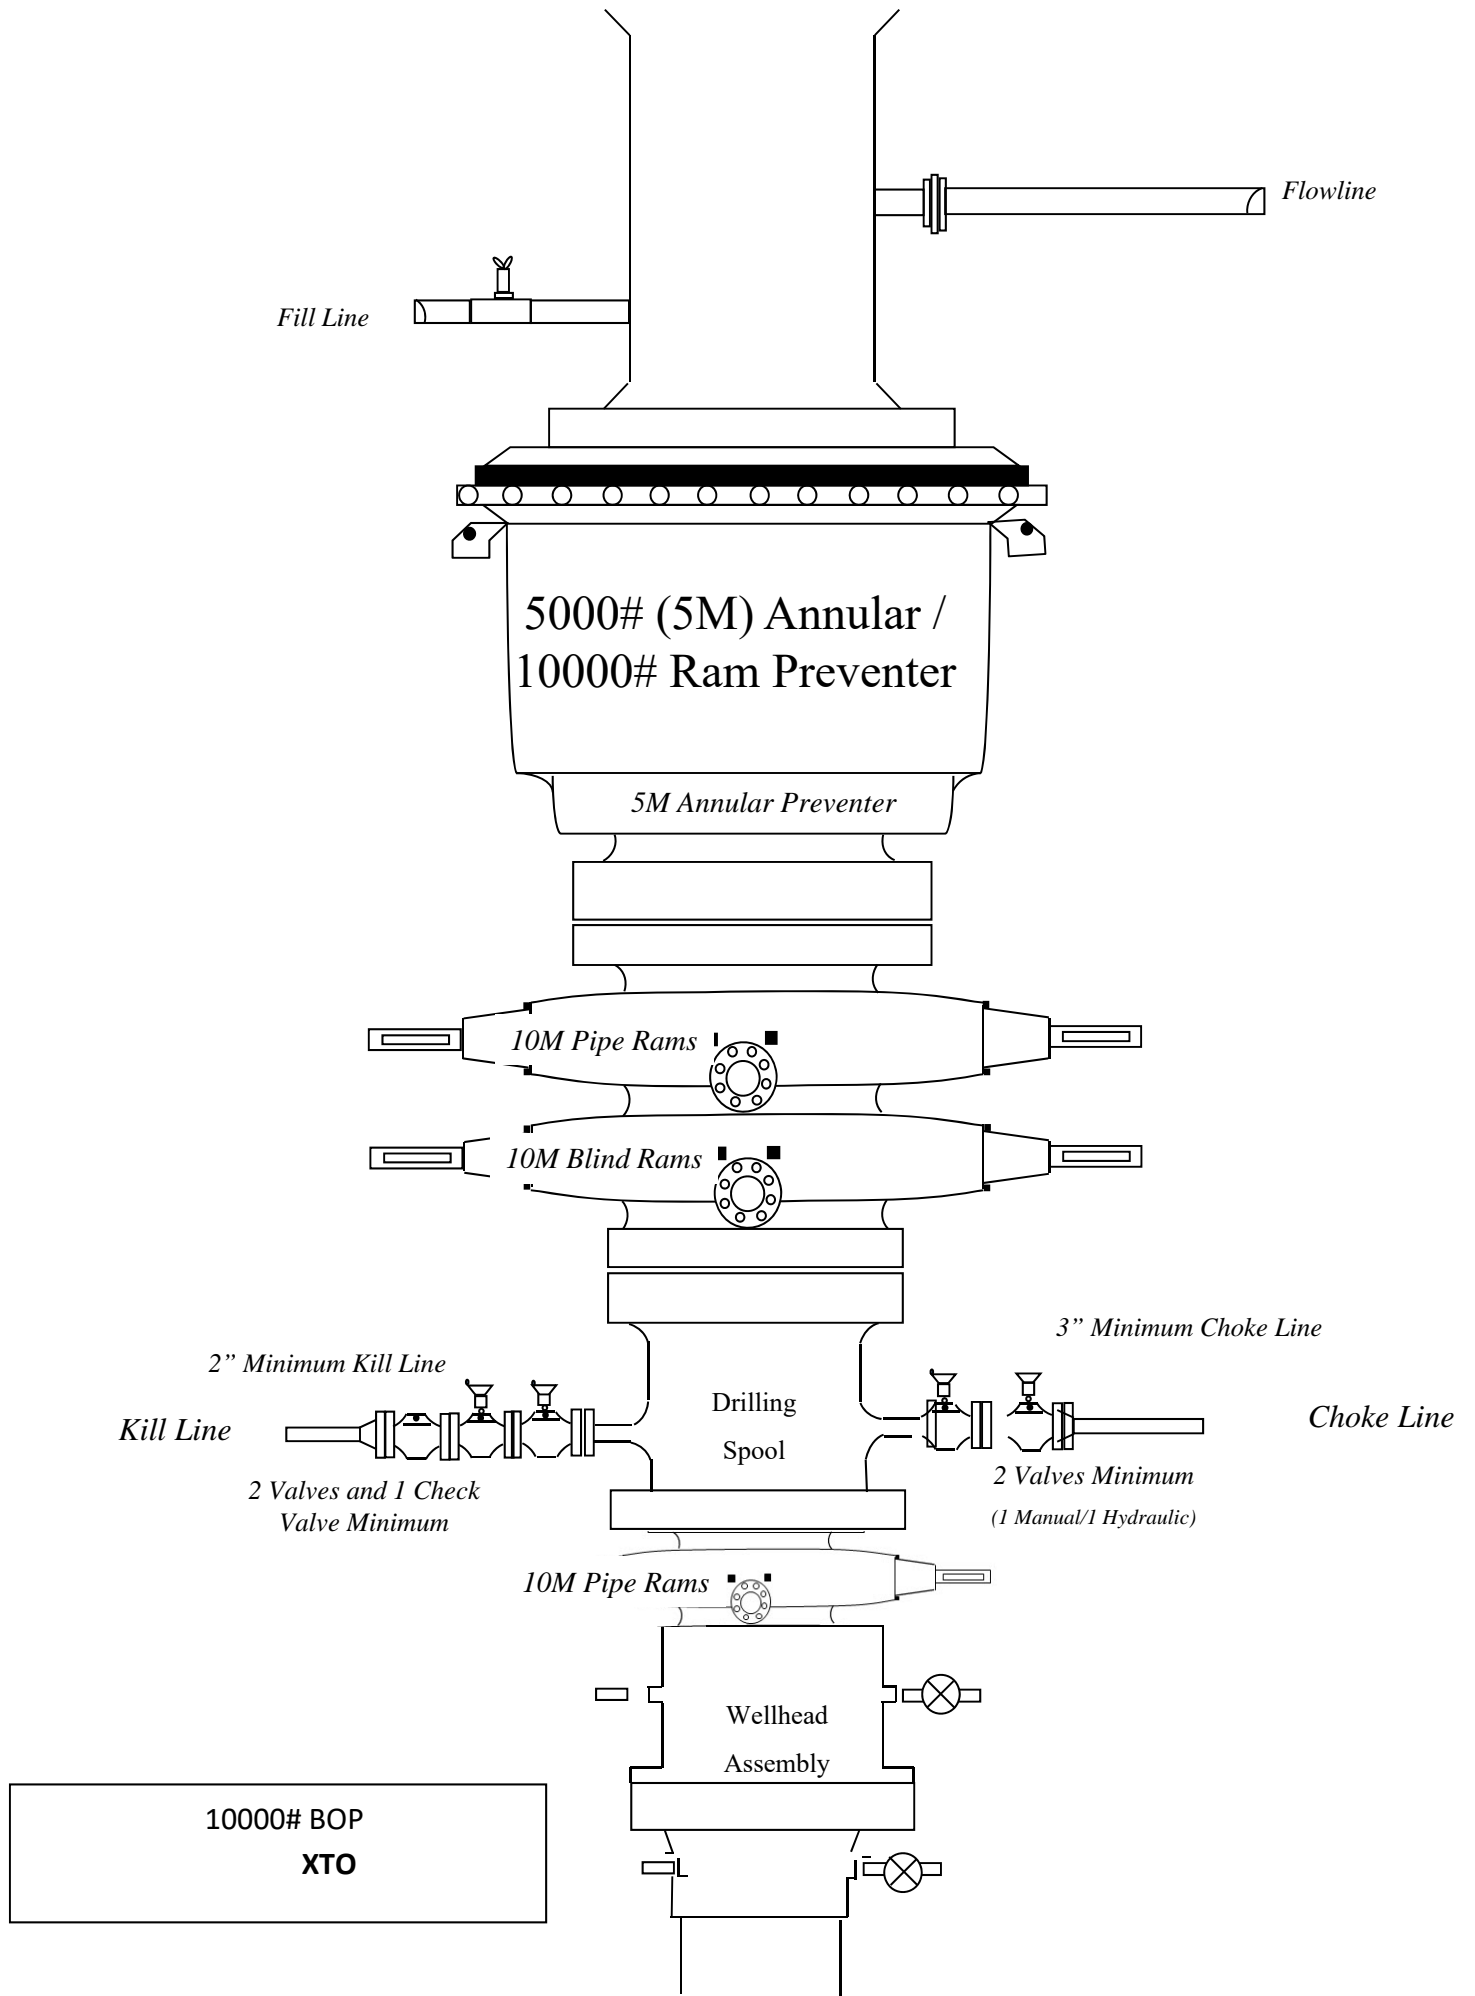 Flowline
Fill Line
5000# (5M) Annular /
10000# Ram Preventer
5M Annular Preventer
10M Pipe Rams
10M Blind Rams
3” Minimum Choke Line
2” Minimum Kill Line
Drilling
Spool
Kill Line
Choke Line
2 Valves and 1 Check
Valve Minimum
2 Valves Minimum
(1 Manual/1 Hydraulic)
10M Pipe Rams
Wellhead
Assembly
10000# BOP
XTO